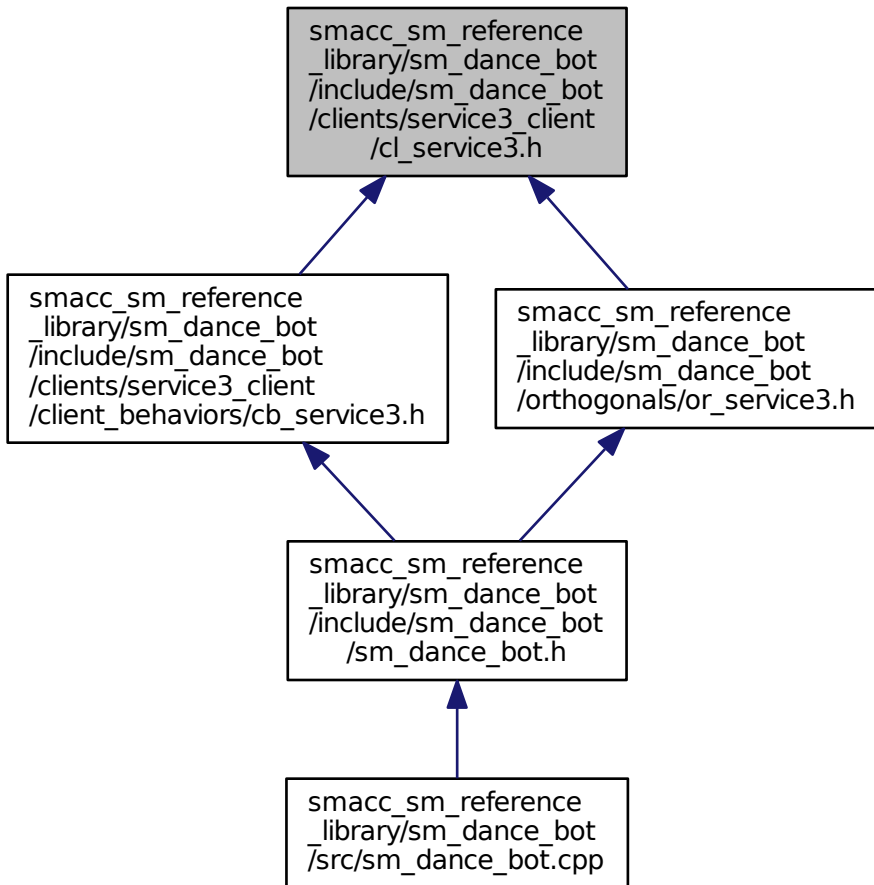 smacc_sm_reference
_library/sm_dance_bot
/include/sm_dance_bot
/clients/service3_client
/cl_service3.h
smacc_sm_reference
_library/sm_dance_bot
/include/sm_dance_bot
/clients/service3_client
/client_behaviors/cb_service3.h
smacc_sm_reference
_library/sm_dance_bot
/include/sm_dance_bot
/orthogonals/or_service3.h
smacc_sm_reference
_library/sm_dance_bot
/include/sm_dance_bot
/sm_dance_bot.h
smacc_sm_reference
_library/sm_dance_bot
/src/sm_dance_bot.cpp